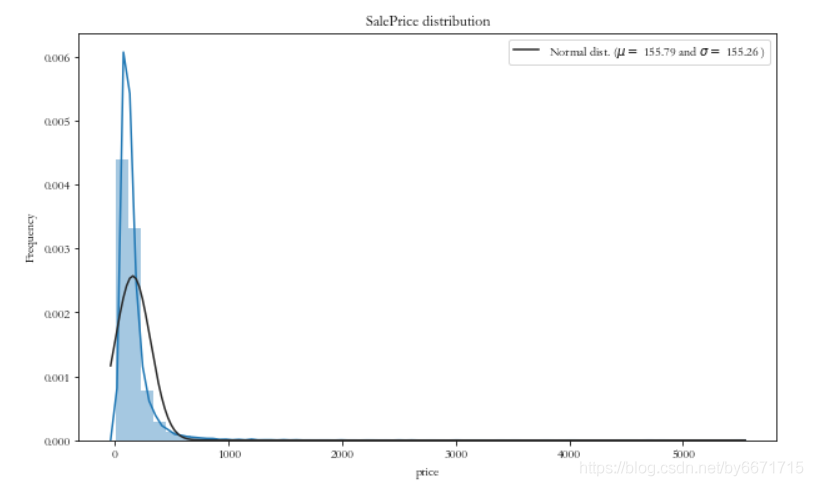 SalePrice distribution
Normal dist. (μ = 155.79 and σ = 155.26 )
0.006
0.005
0.004
0.003
0.002
0.001
0.000
Frequency
0
1000
2000
3000
4000
5000
price
https://blog.csdn.net/by6671715